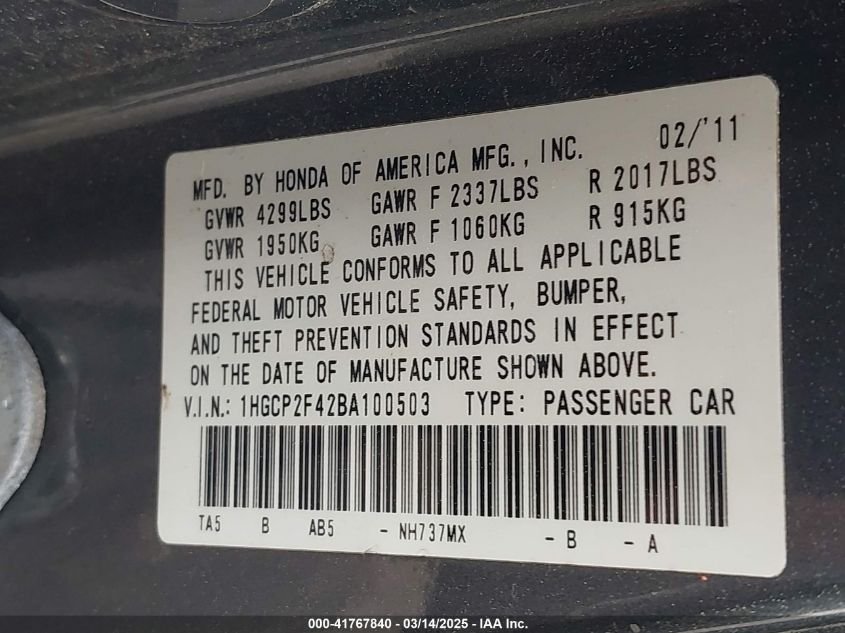 MFD. BY HONDA OF AMERICA MFG., INC. 02/'11
GVWR 4299LBS GAWR F 2337LBS R 2017LBS
GVWR 1950KG GAWR F 1060KG R 915KG
THIS VEHICLE CONFORMS TO ALL APPLICABLE
FEDERAL MOTOR VEHICLE SAFETY, BUMPER,
AND THEFT PREVENTION STANDARDS IN EFFECT
ON THE DATE OF MANUFACTURE SHOWN ABOVE.
V.I.N.: 1HGCP2F42BA100503 TYPE: PASSENGER CAR
TA5 B AB5 - NH737MX - B - A
000-41767840 - 03/14/2025 - IAA Inc.